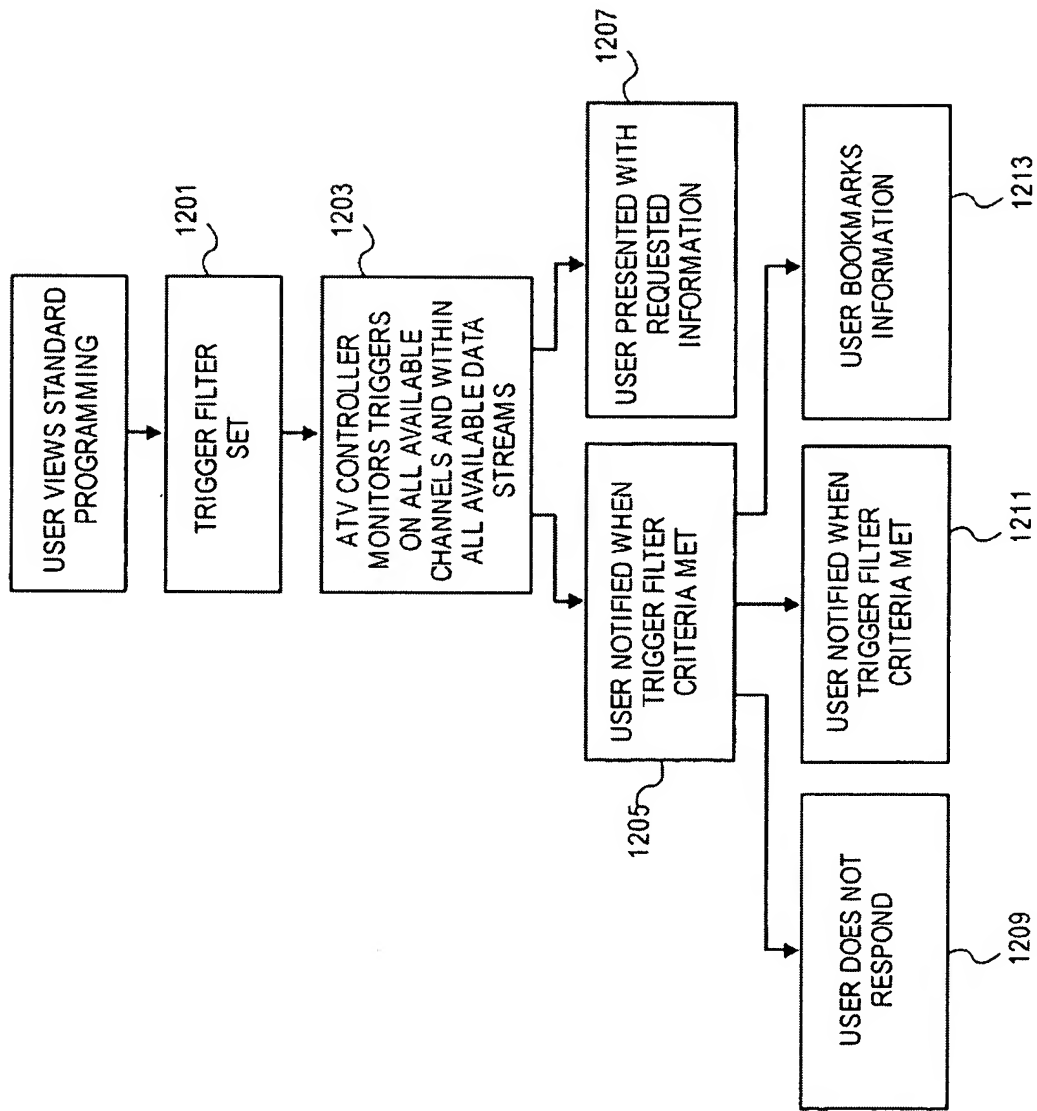 USER VIEWS STANDARD
PROGRAMMING
1201
TRIGGER FILTER
SET
1203
ATV CONTROLLER
MONITORS TRIGGERS
ON ALL AVAILABLE
CHANNELS AND WITHIN
ALL AVAILABLE DATA
STREAMS
1205
USER NOTIFIED WHEN
TRIGGER FILTER
CRITERIA MET
1207
USER PRESENTED WITH
REQUESTED
INFORMATION
USER DOES NOT
RESPOND
1209
USER NOTIFIED WHEN
TRIGGER FILTER
CRITERIA MET
1211
USER BOOKMARKS
INFORMATION
1213